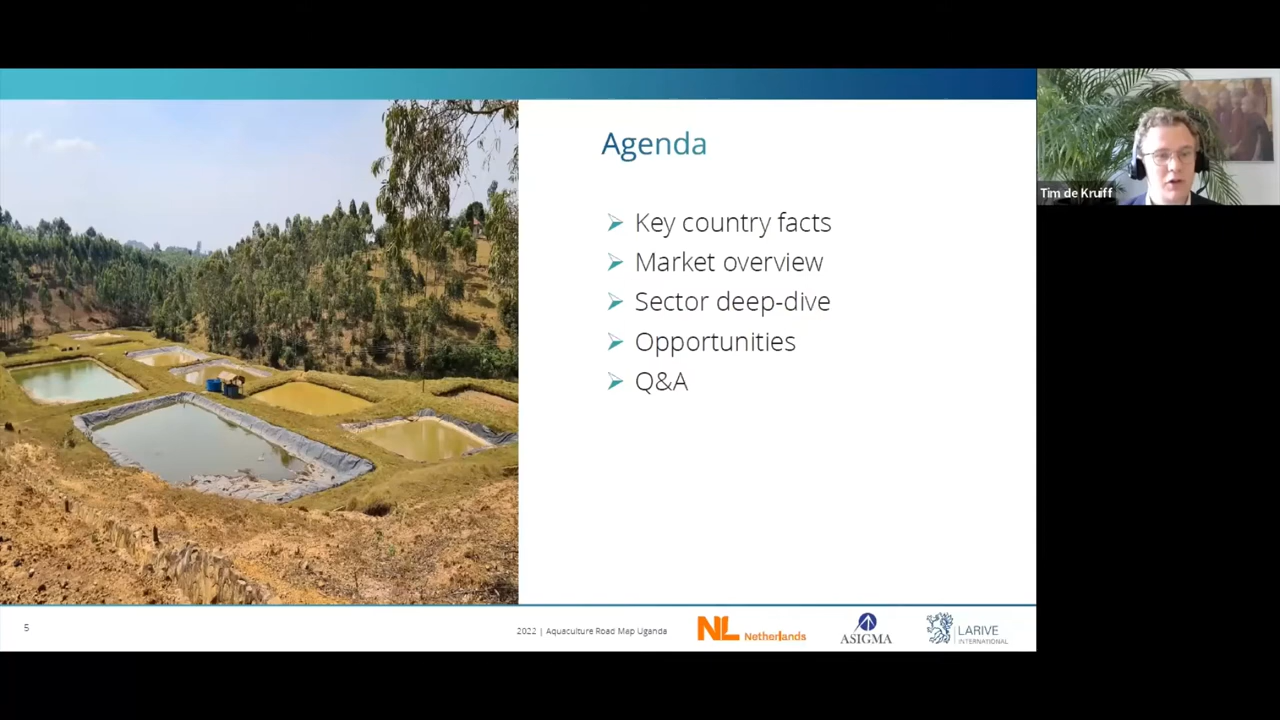 Agenda
Key country facts
Market overview
Sector deep-dive
Opportunities
Q&A
Tim de Kruiff
5
2022 | Aquaculture Road Map Uganda
NL Netherlands
ASIGMA
LARIVE
INTERNATIONAL